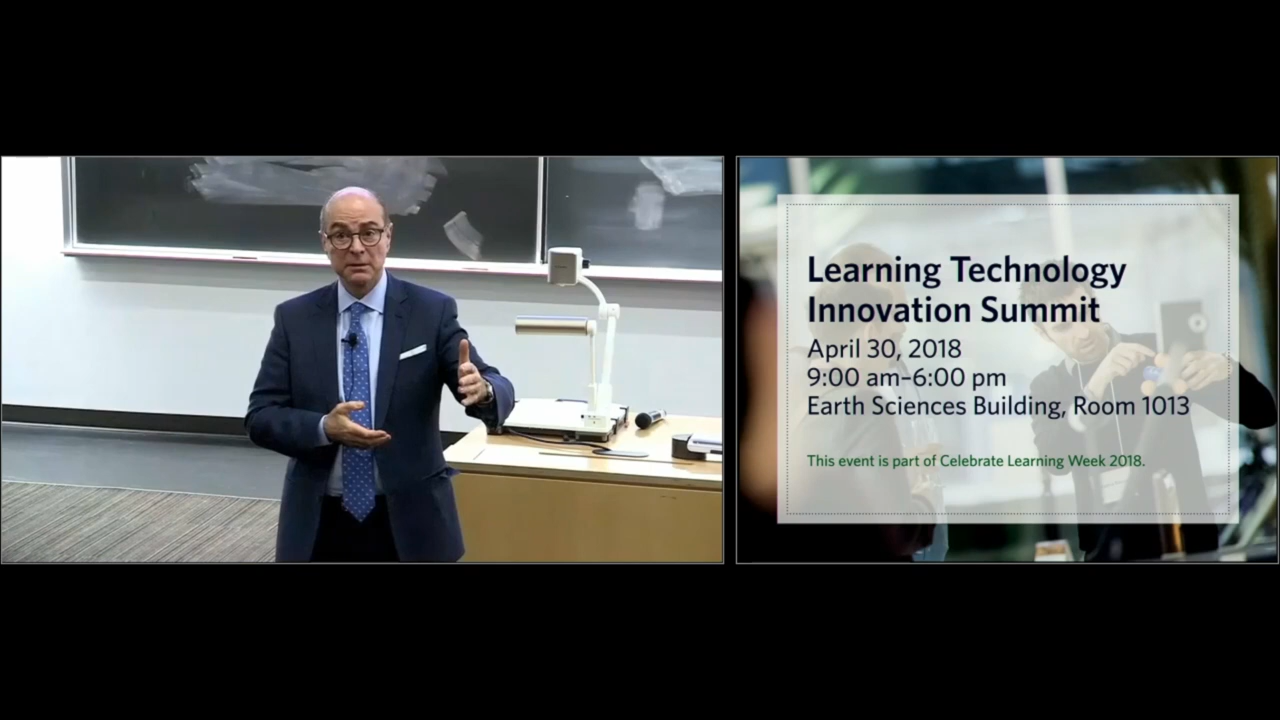 Learning Technology
Innovation Summit
April 30, 2018
9:00 am–6:00 pm
Earth Sciences Building, Room 1013
This event is part of Celebrate Learning Week 2018.